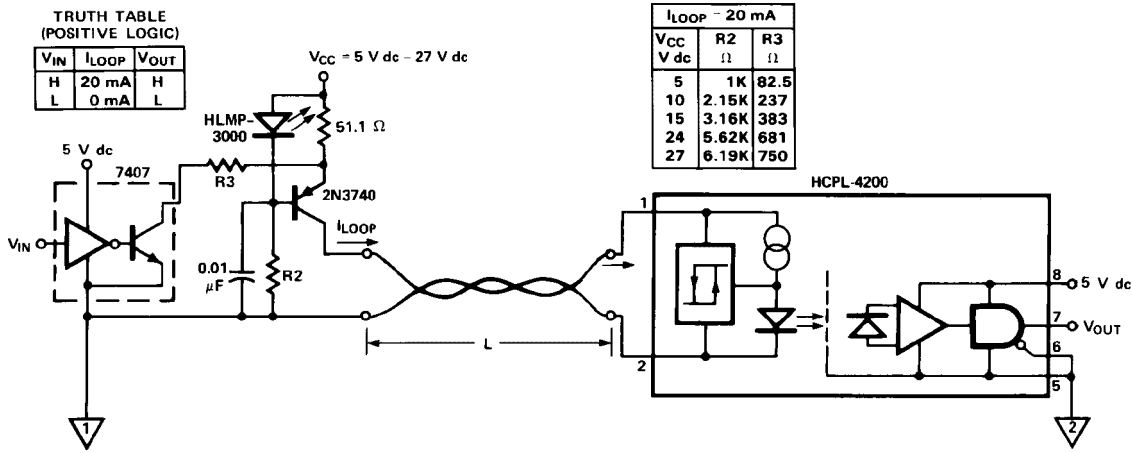 TRUTH TABLE
(POSITIVE LOGIC)
VIN ILOOP VOUT
H 20 mA H
L 0 mA L
VCC = 5 V dc – 27 V dc
ILOOP – 20 mA
VCC R2 R3
V dc Ω Ω
5 1K 82.5
10 2.15K 237
15 3.16K 383
24 5.62K 681
27 6.19K 750
HLMP-
3000
51.1 Ω
5 V dc
7407
R3
2N3740
HCPL-4200
VIN
ILOOP
0.01
μF
R2
L
1
2
8
5 V dc
7
VOUT
6
5
1
2